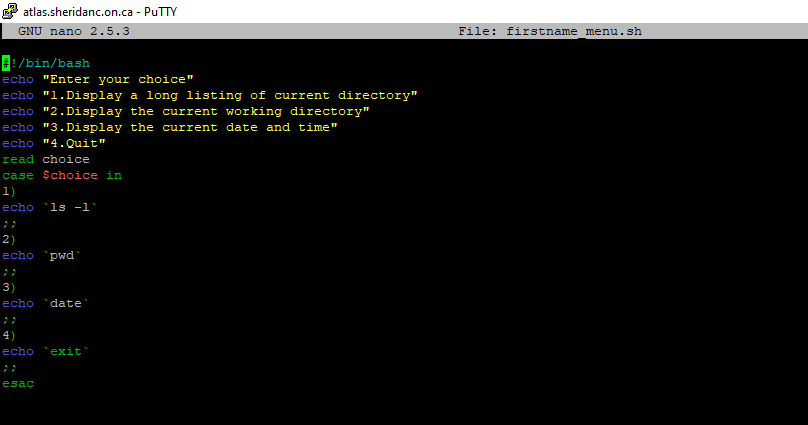 atlas.sheridanc.on.ca - PuTTY
GNU nano 2.5.3 File: firstname_menu.sh
#!/bin/bash
echo "Enter your choice"
echo "1.Display a long listing of current directory"
echo "2.Display the current working directory"
echo "3.Display the current date and time"
echo "4.Quit"
read choice
case $choice in
1)
echo `ls -l`
;;
2)
echo `pwd`
;;
3)
echo `date`
;;
4)
echo `exit`
;;
esac